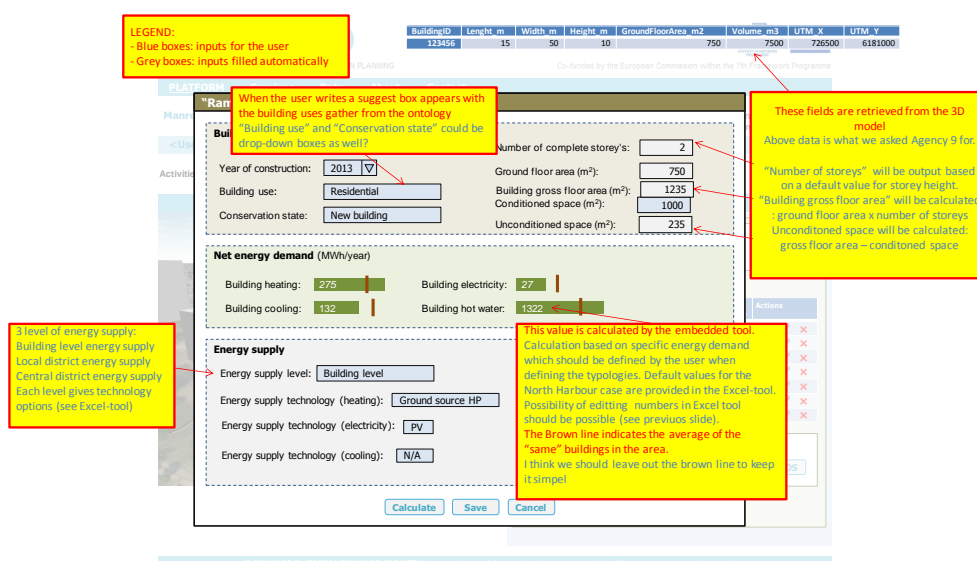 LEGEND:
- Blue boxes: inputs for the user
- Grey boxes: inputs filled automatically
BuildingID Lenght_m Width_m Height_m GroundFloorArea_m2 Volume_m3 UTM_X UTM_Y
123456 15 50 10 750 7500 726500 6181000
PLANNING
Co-funded by the European Commission within the 7th Framework Programme
PLATFORM
"Ram
When the user writes a suggest box appears with
the building uses gather from the ontology
"Building use" and "Conservation state" could be
drop-down boxes as well?
These fields are retrieved from the 3D
model
Above data is what we asked Agency 9 for.
"Number of storeys" will be output based
on a default value for storey height.
"Building gross floor area" will be calculated
: ground floor area x number of storeys
Unconditoned space will be calculated:
gross floor area – conditoned space
Manre
<Use
Activitie
Bui
Year of construction: 2013
Building use: Residential
Conservation state: New building
Number of complete storey's: 2
Ground floor area (m²): 750
Building gross floor area (m²): 1235
Conditioned space (m²): 1000
Unconditioned space (m²): 235
Net energy demand (MWh/year)
Building heating: 275 Building electricity: 27
Building cooling: 132 Building hot water: 1322
Actions
3 level of energy supply:
Building level energy supply
Local district energy supply
Central district energy supply
Each level gives technology
options (see Excel-tool)
Energy supply
Energy supply level: Building level
Energy supply technology (heating): Ground source HP
Energy supply technology (electricity): PV
Energy supply technology (cooling): N/A
This value is calculated by the embedded tool.
Calculation based on specific energy demand
which should be defined by the user when
defining the typologies. Default values for the
North Harbour case are provided in the Excel-tool.
Possibility of editting numbers in Excel tool
should be possible (see previuos slide).
The Brown line indicates the average of the
"same" buildings in the area.
I think we should leave out the brown line to keep
it simpel
Calculate Save Cancel